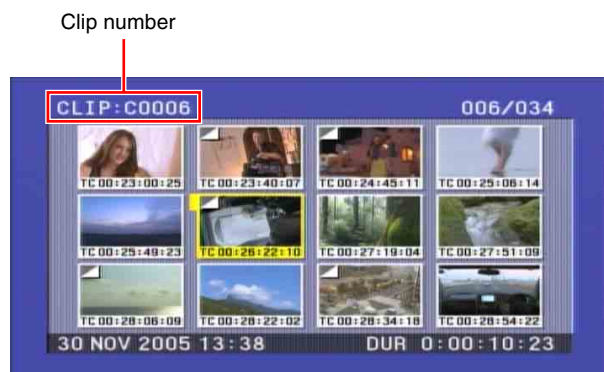 Clip number
CLIP:C0006 006/034
TC 00:23:00:25 TC 00:23:40:07 TC 00:24:45:11 TC 00:25:06:14
TC 00:25:49:23 TC 00:26:22:10 TC 00:27:19:04 TC 00:27:51:09
TC 00:28:06:09 TC 00:28:22:02 TC 00:28:34:18 TC 00:28:54:22
30 NOV 2005 13:38 DUR 0:00:10:23